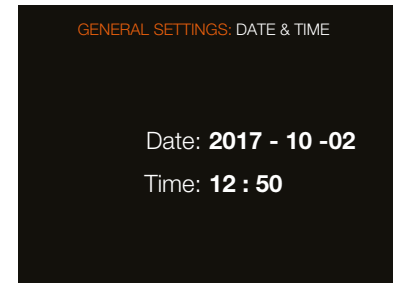 GENERAL SETTINGS: DATE & TIME
Date: 2017 - 10 -02
Time: 12 : 50